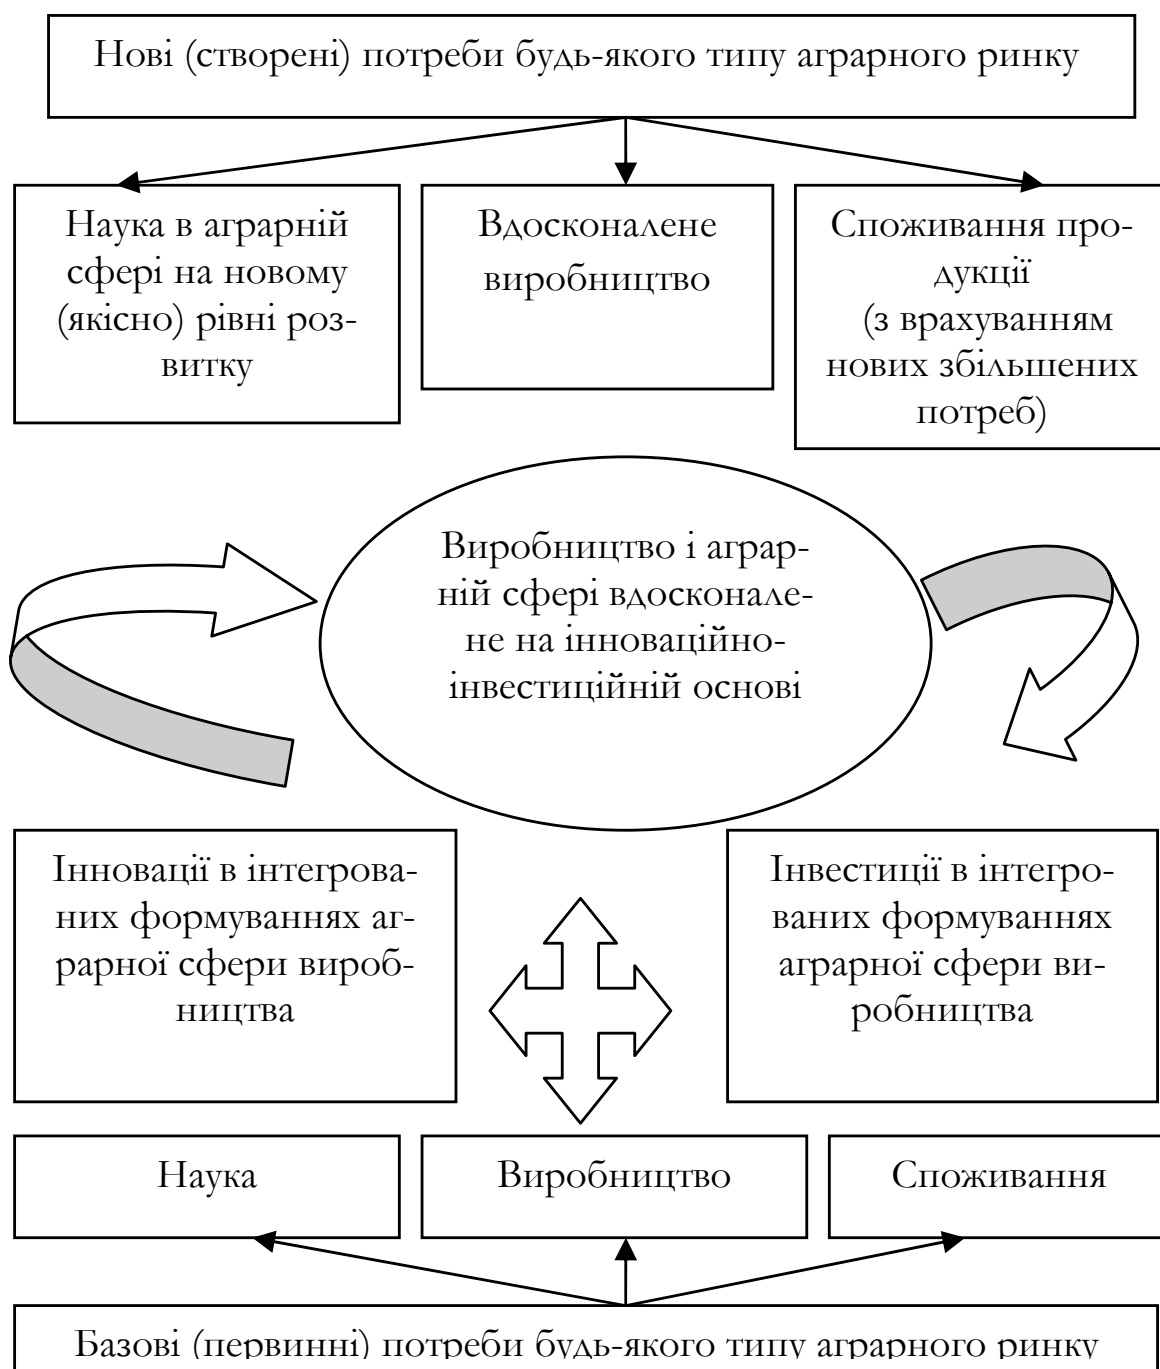 Нові (створені) потреби будь-якого типу аграрного ринку
Наука в аграрній
сфері на новому
(якісно) рівні роз-
витку
Вдосконалене
виробництво
Споживання про-
дукції
(з врахуванням
нових збільшених
потреб)
Виробництво і аграр-
ній сфері вдосконале-
не на інноваційно-
інвестиційній основі
Інновації в інтегрова-
них формуваннях аг-
рарної сфери вироб-
ництва
Інвестиції в інтегро-
ваних формуваннях
аграрної сфери ви-
робництва
Наука
Виробництво
Споживання
Базові (первинні) потреби будь-якого типу аграрного ринку